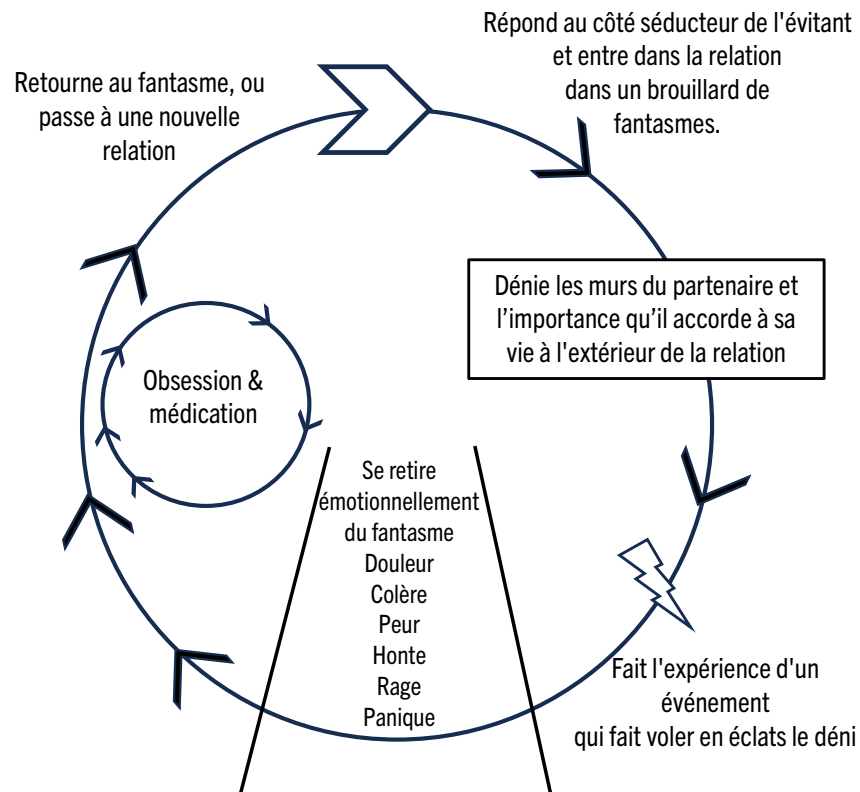 Répond au côté séducteur de l'évitant
et entre dans la relation
dans un brouillard de
fantasmes.
Dénie les murs du partenaire et
l’importance qu’il accorde à sa
vie à l'extérieur de la relation
Fait l'expérience d'un
événement
qui fait voler en éclats le déni
Se retire
émotionnellement
du fantasme
Douleur
Colère
Peur
Honte
Rage
Panique
Obsession &
médication
Retourne au fantasme, ou
passe à une nouvelle
relation